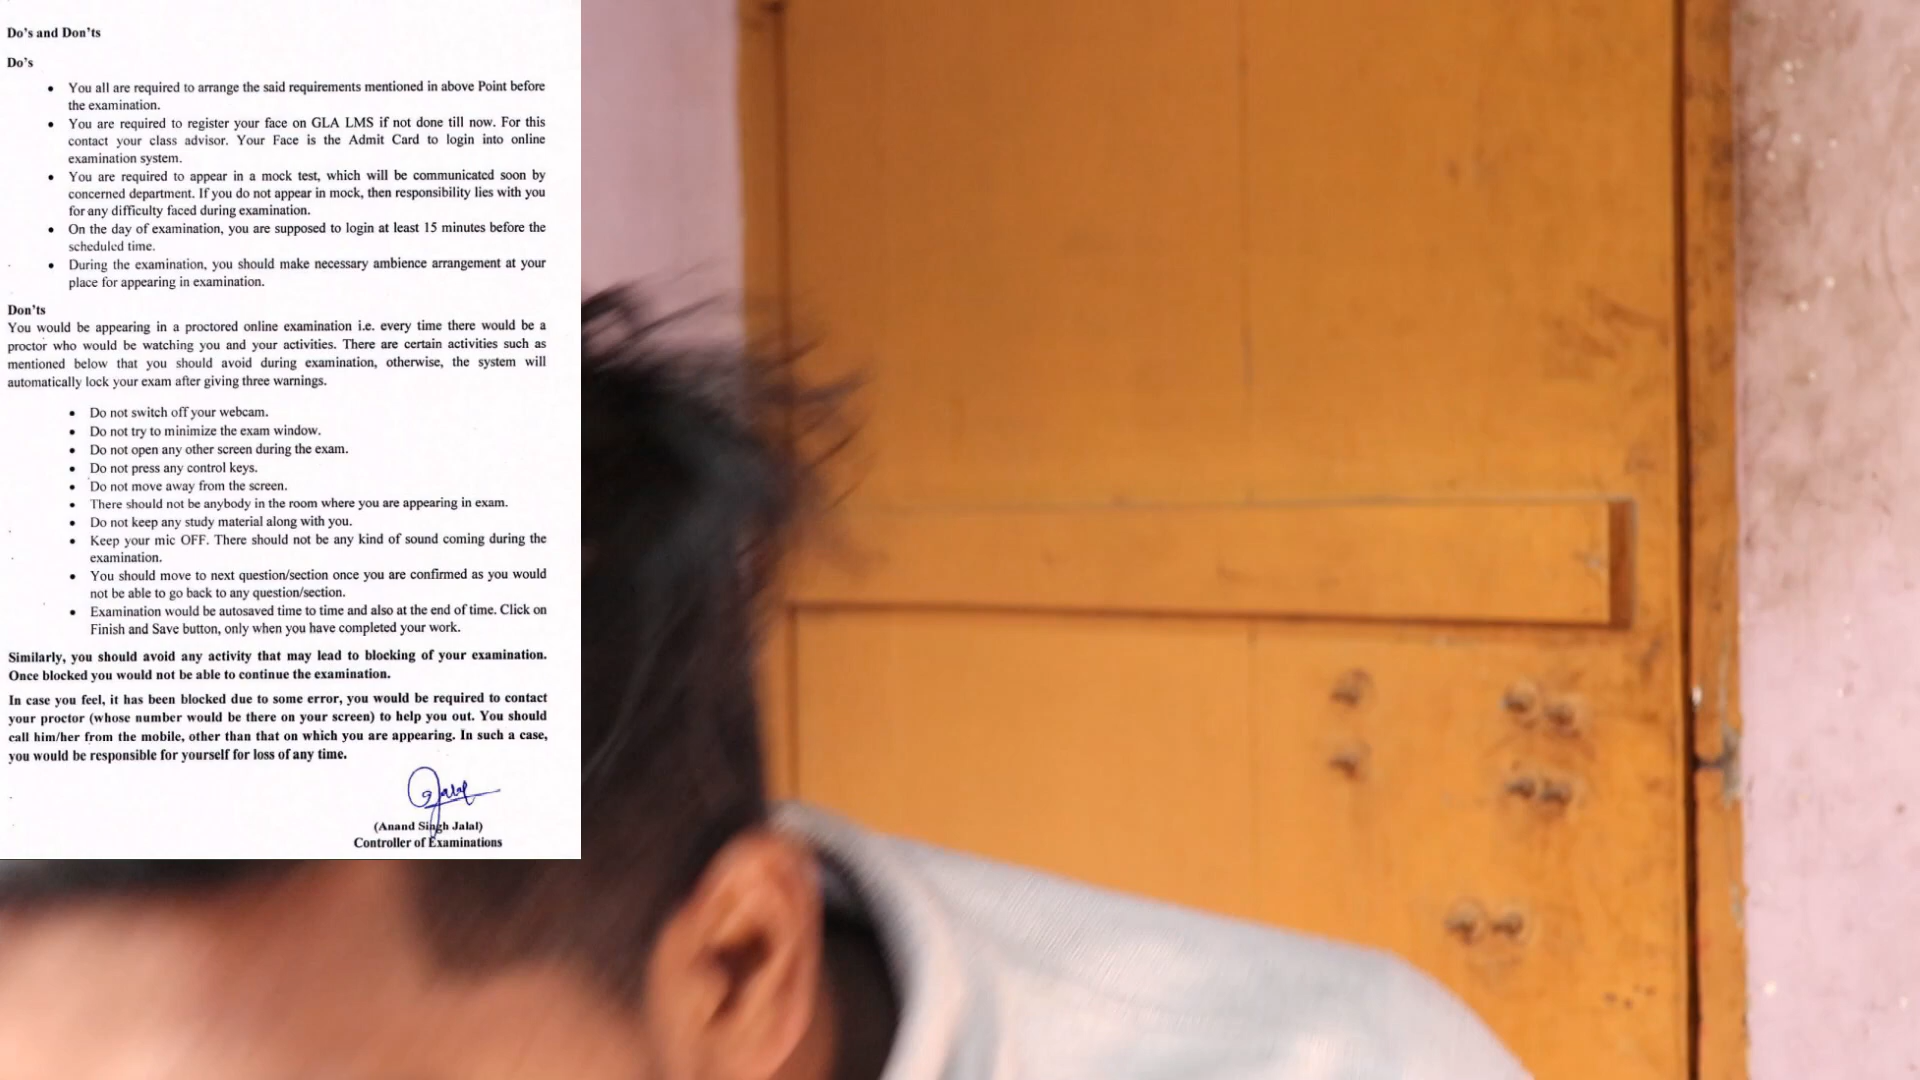 Do's and Don'ts
Do's
• You all are required to arrange the said requirements mentioned in above Point before
the examination.
• You are required to register your face on GLA LMS if not done till now. For this
contact your class advisor. Your Face is the Admit Card to login into online
examination system.
• You are required to appear in a mock test, which will be communicated soon by
concerned department. If you do not appear in mock, then responsibility lies with you
for any difficulty faced during examination.
• On the day of examination, you are supposed to login at least 15 minutes before the
scheduled time.
• During the examination, you should make necessary ambience arrangement at your
place for appearing in examination.
Don'ts
You would be appearing in a proctored online examination i.e. every time there would be a
proctor who would be watching you and your activities. There are certain activities such as
mentioned below that you should avoid during examination, otherwise, the system will
automatically lock your exam after giving three warnings.
• Do not switch off your webcam.
• Do not try to minimize the exam window.
• Do not open any other screen during the exam.
• Do not press any control keys.
• Do not move away from the screen.
• There should not be anybody in the room where you are appearing in exam.
• Do not keep any study material along with you.
• Keep your mic OFF. There should not be any kind of sound coming during the
examination.
• You should move to next question/section once you are confirmed as you would
not be able to go back to any question/section.
• Examination would be autosaved time to time and also at the end of time. Click on
Finish and Save button, only when you have completed your work.
Similarly, you should avoid any activity that may lead to blocking of your examination.
Once blocked you would not be able to continue the examination.
In case you feel, it has been blocked due to some error, you would be required to contact
your proctor (whose number would be there on your screen) to help you out. You should
call him/her from the mobile, other than that on which you are appearing. In such a case,
you would be responsible for yourself for loss of any time.
(Anand Singh Jalal)
Controller of Examinations